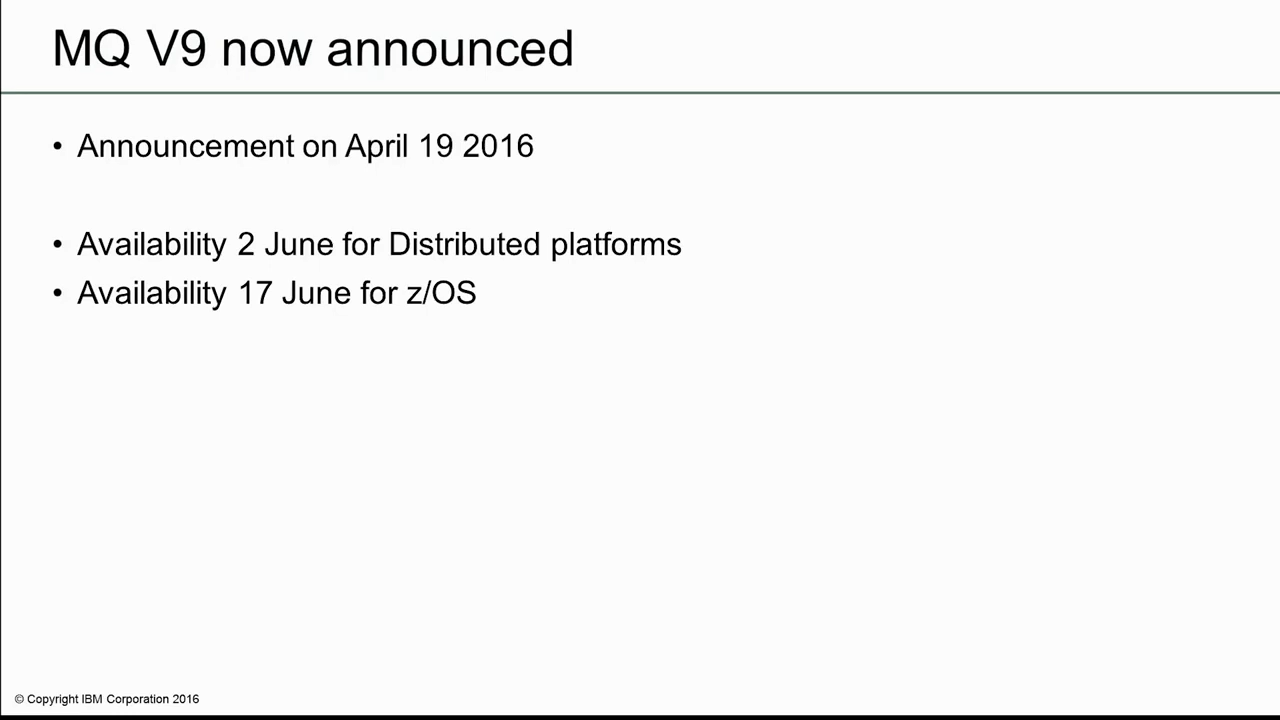 MQ V9 now announced
• Announcement on April 19 2016
• Availability 2 June for Distributed platforms
• Availability 17 June for z/OS
© Copyright IBM Corporation 2016